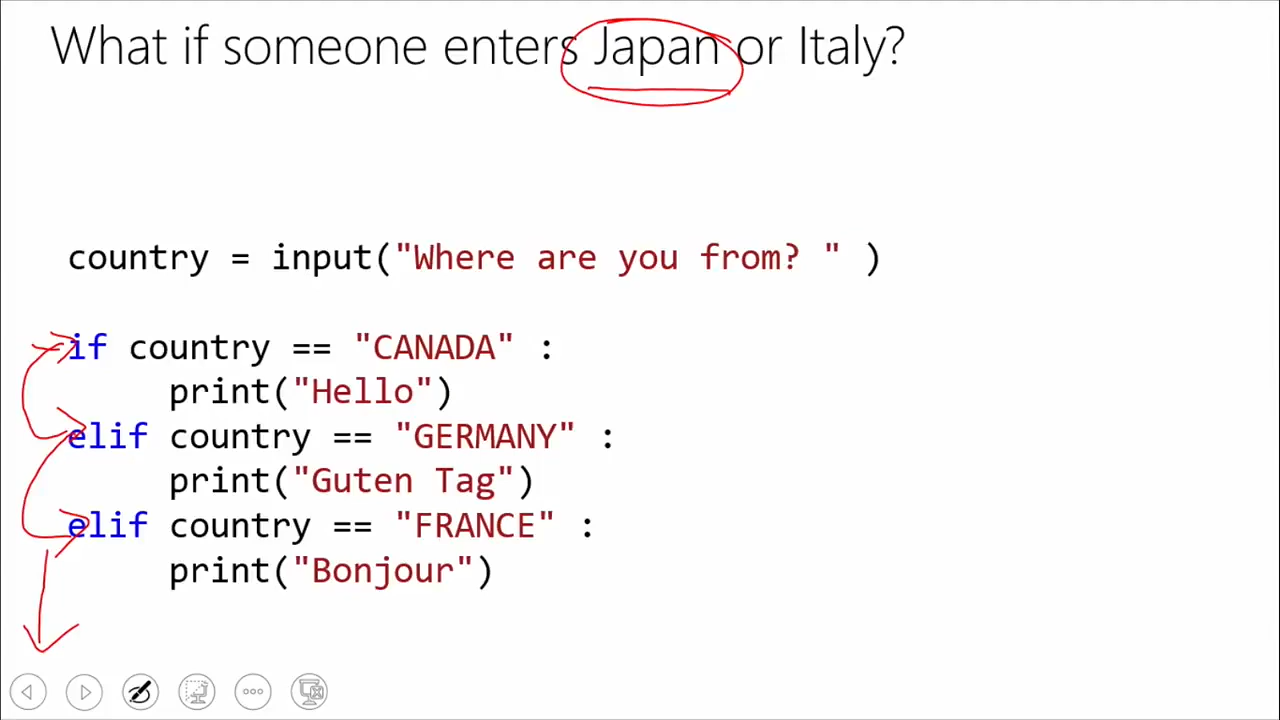 What if someone enters Japan or Italy?
country = input("Where are you from? " )
if country == "CANADA" :
print("Hello")
elif country == "GERMANY" :
print("Guten Tag")
elif country == "FRANCE" :
print("Bonjour")